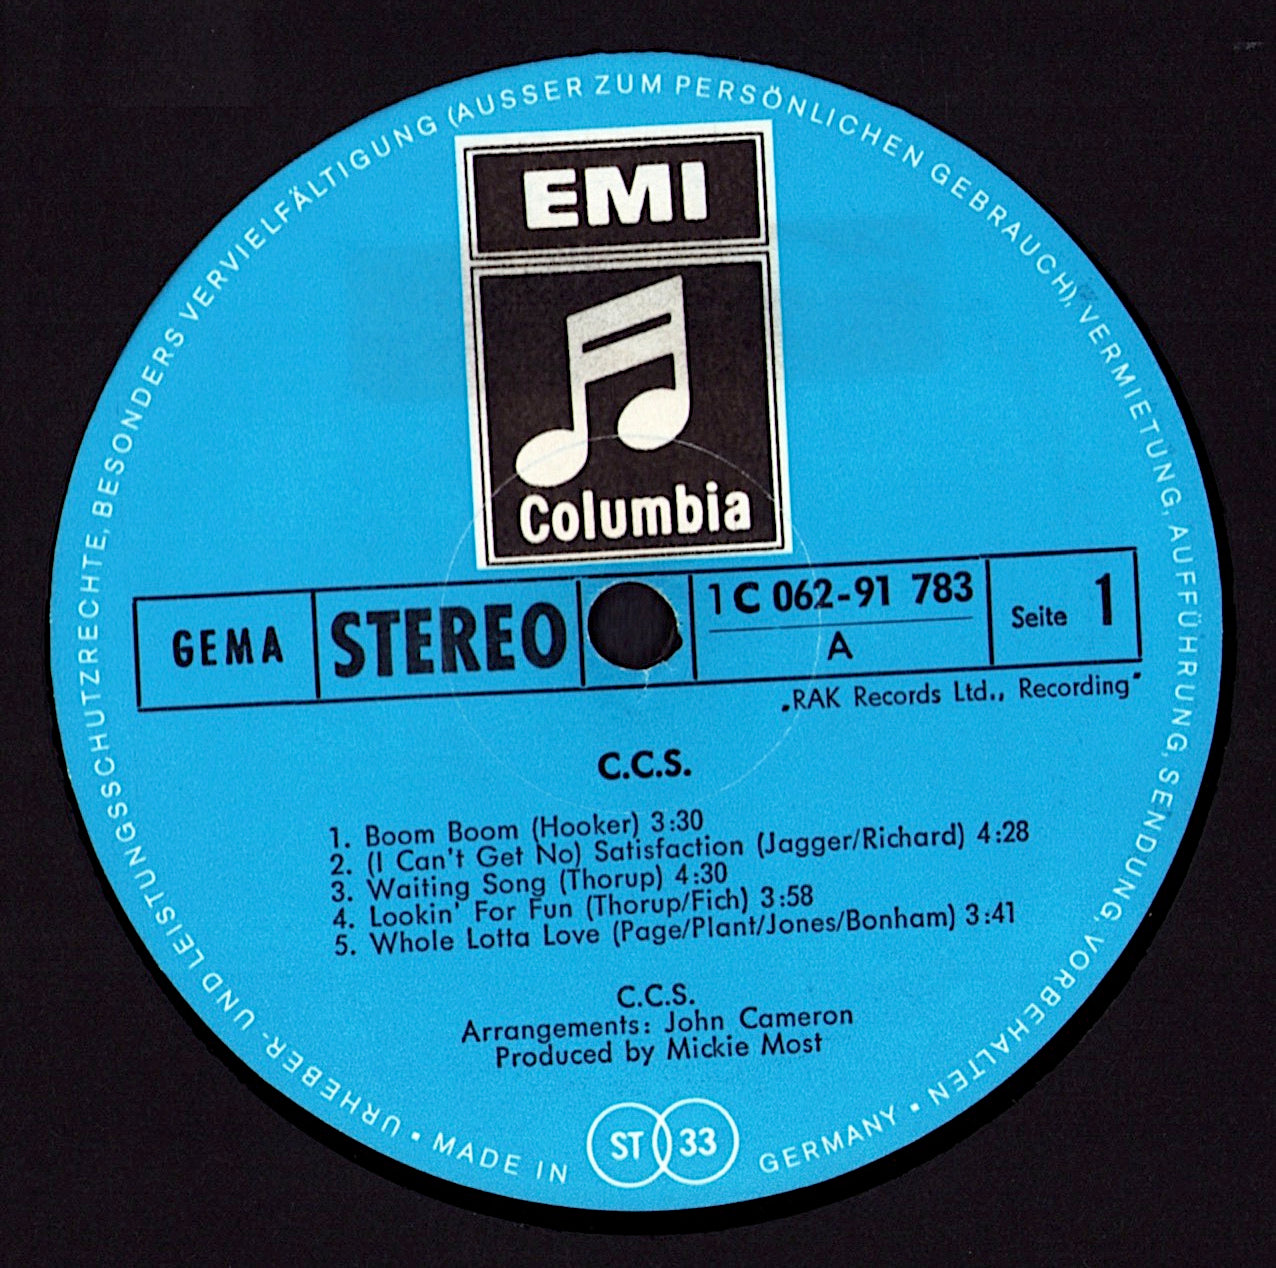 URHEBER- UND LEISTUNGSSCHUTZRECHTE, BESONDERS VERVIELFÄLTIGUNG (AUSSER ZUM PERSÖNLICHEN GEBRAUCH), VERMIETUNG, AUFFÜHRUNG, SENDUNG, VORBEHALTEN •
EMI
Columbia
GEMA
STEREO
1 C 062-91 783
A
Seite 1
„RAK Records Ltd., Recording"
C.C.S.
1. Boom Boom (Hooker) 3:30
2. (I Can't Get No) Satisfaction (Jagger/Richard) 4:28
3. Waiting Song (Thorup) 4:30
4. Lookin' For Fun (Thorup/Fich) 3:58
5. Whole Lotta Love (Page/Plant/Jones/Bonham) 3:41
C.C.S.
Arrangements: John Cameron
Produced by Mickie Most
ST 33
• MADE IN GERMANY